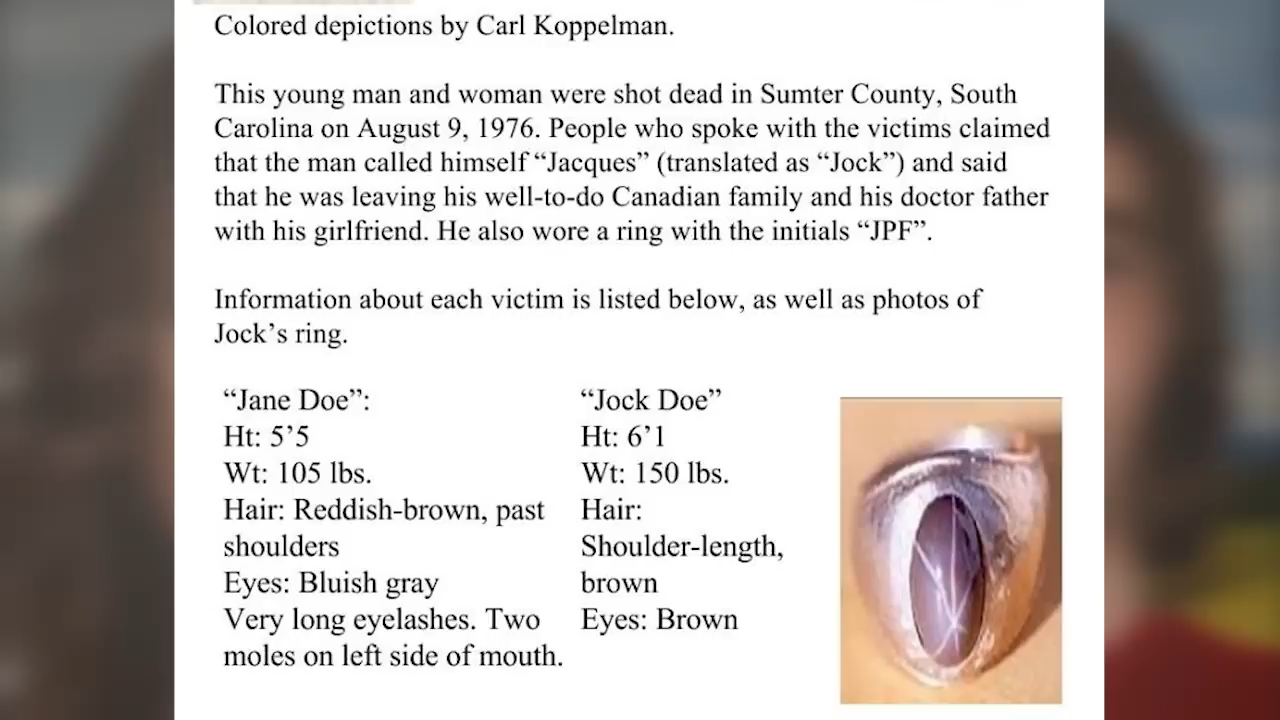 Colored depictions by Carl Koppelman.
This young man and woman were shot dead in Sumter County, South
Carolina on August 9, 1976. People who spoke with the victims claimed
that the man called himself “Jacques” (translated as “Jock”) and said
that he was leaving his well-to-do Canadian family and his doctor father
with his girlfriend. He also wore a ring with the initials “JPF”.
Information about each victim is listed below, as well as photos of
Jock’s ring.
“Jane Doe”:
Ht: 5’5
Wt: 105 lbs.
Hair: Reddish-brown, past
shoulders
Eyes: Bluish gray
Very long eyelashes. Two
moles on left side of mouth.
“Jock Doe”
Ht: 6’1
Wt: 150 lbs.
Hair:
Shoulder-length,
brown
Eyes: Brown